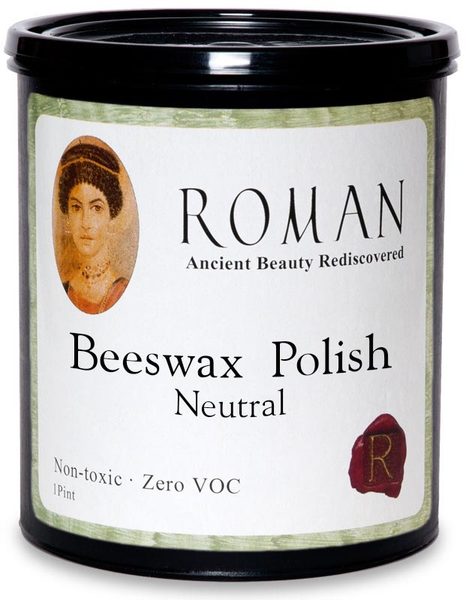 ROMAN
Ancient Beauty Rediscovered
Beeswax Polish
Neutral
R
Non-toxic · Zero VOC
1Pint